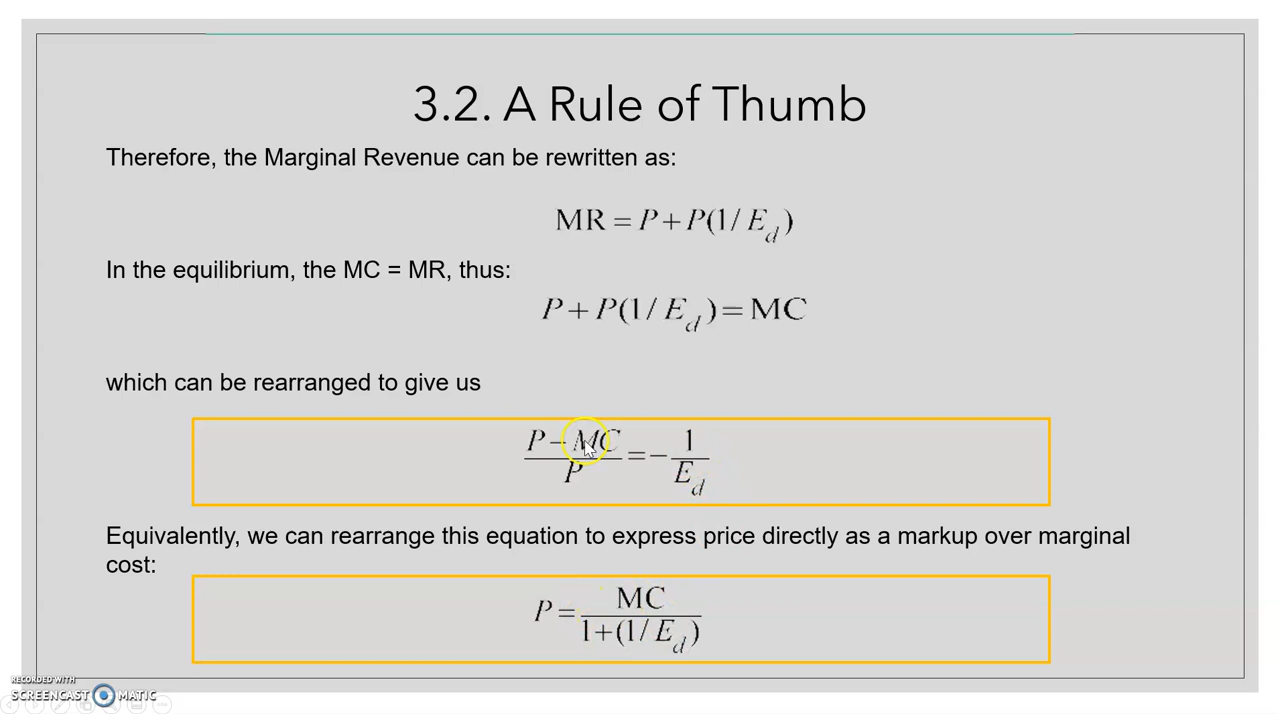 3.2. A Rule of Thumb
Therefore, the Marginal Revenue can be rewritten as:
MR = P + P(1/E_d)
In the equilibrium, the MC = MR, thus:
P + P(1/E_d) = MC
which can be rearranged to give us
(P − MC)/P = −1/E_d
Equivalently, we can rearrange this equation to express price directly as a markup over marginal
cost:
P = MC/(1+(1/E_d))
RECORDED WITH
SCREENCAST MATIC